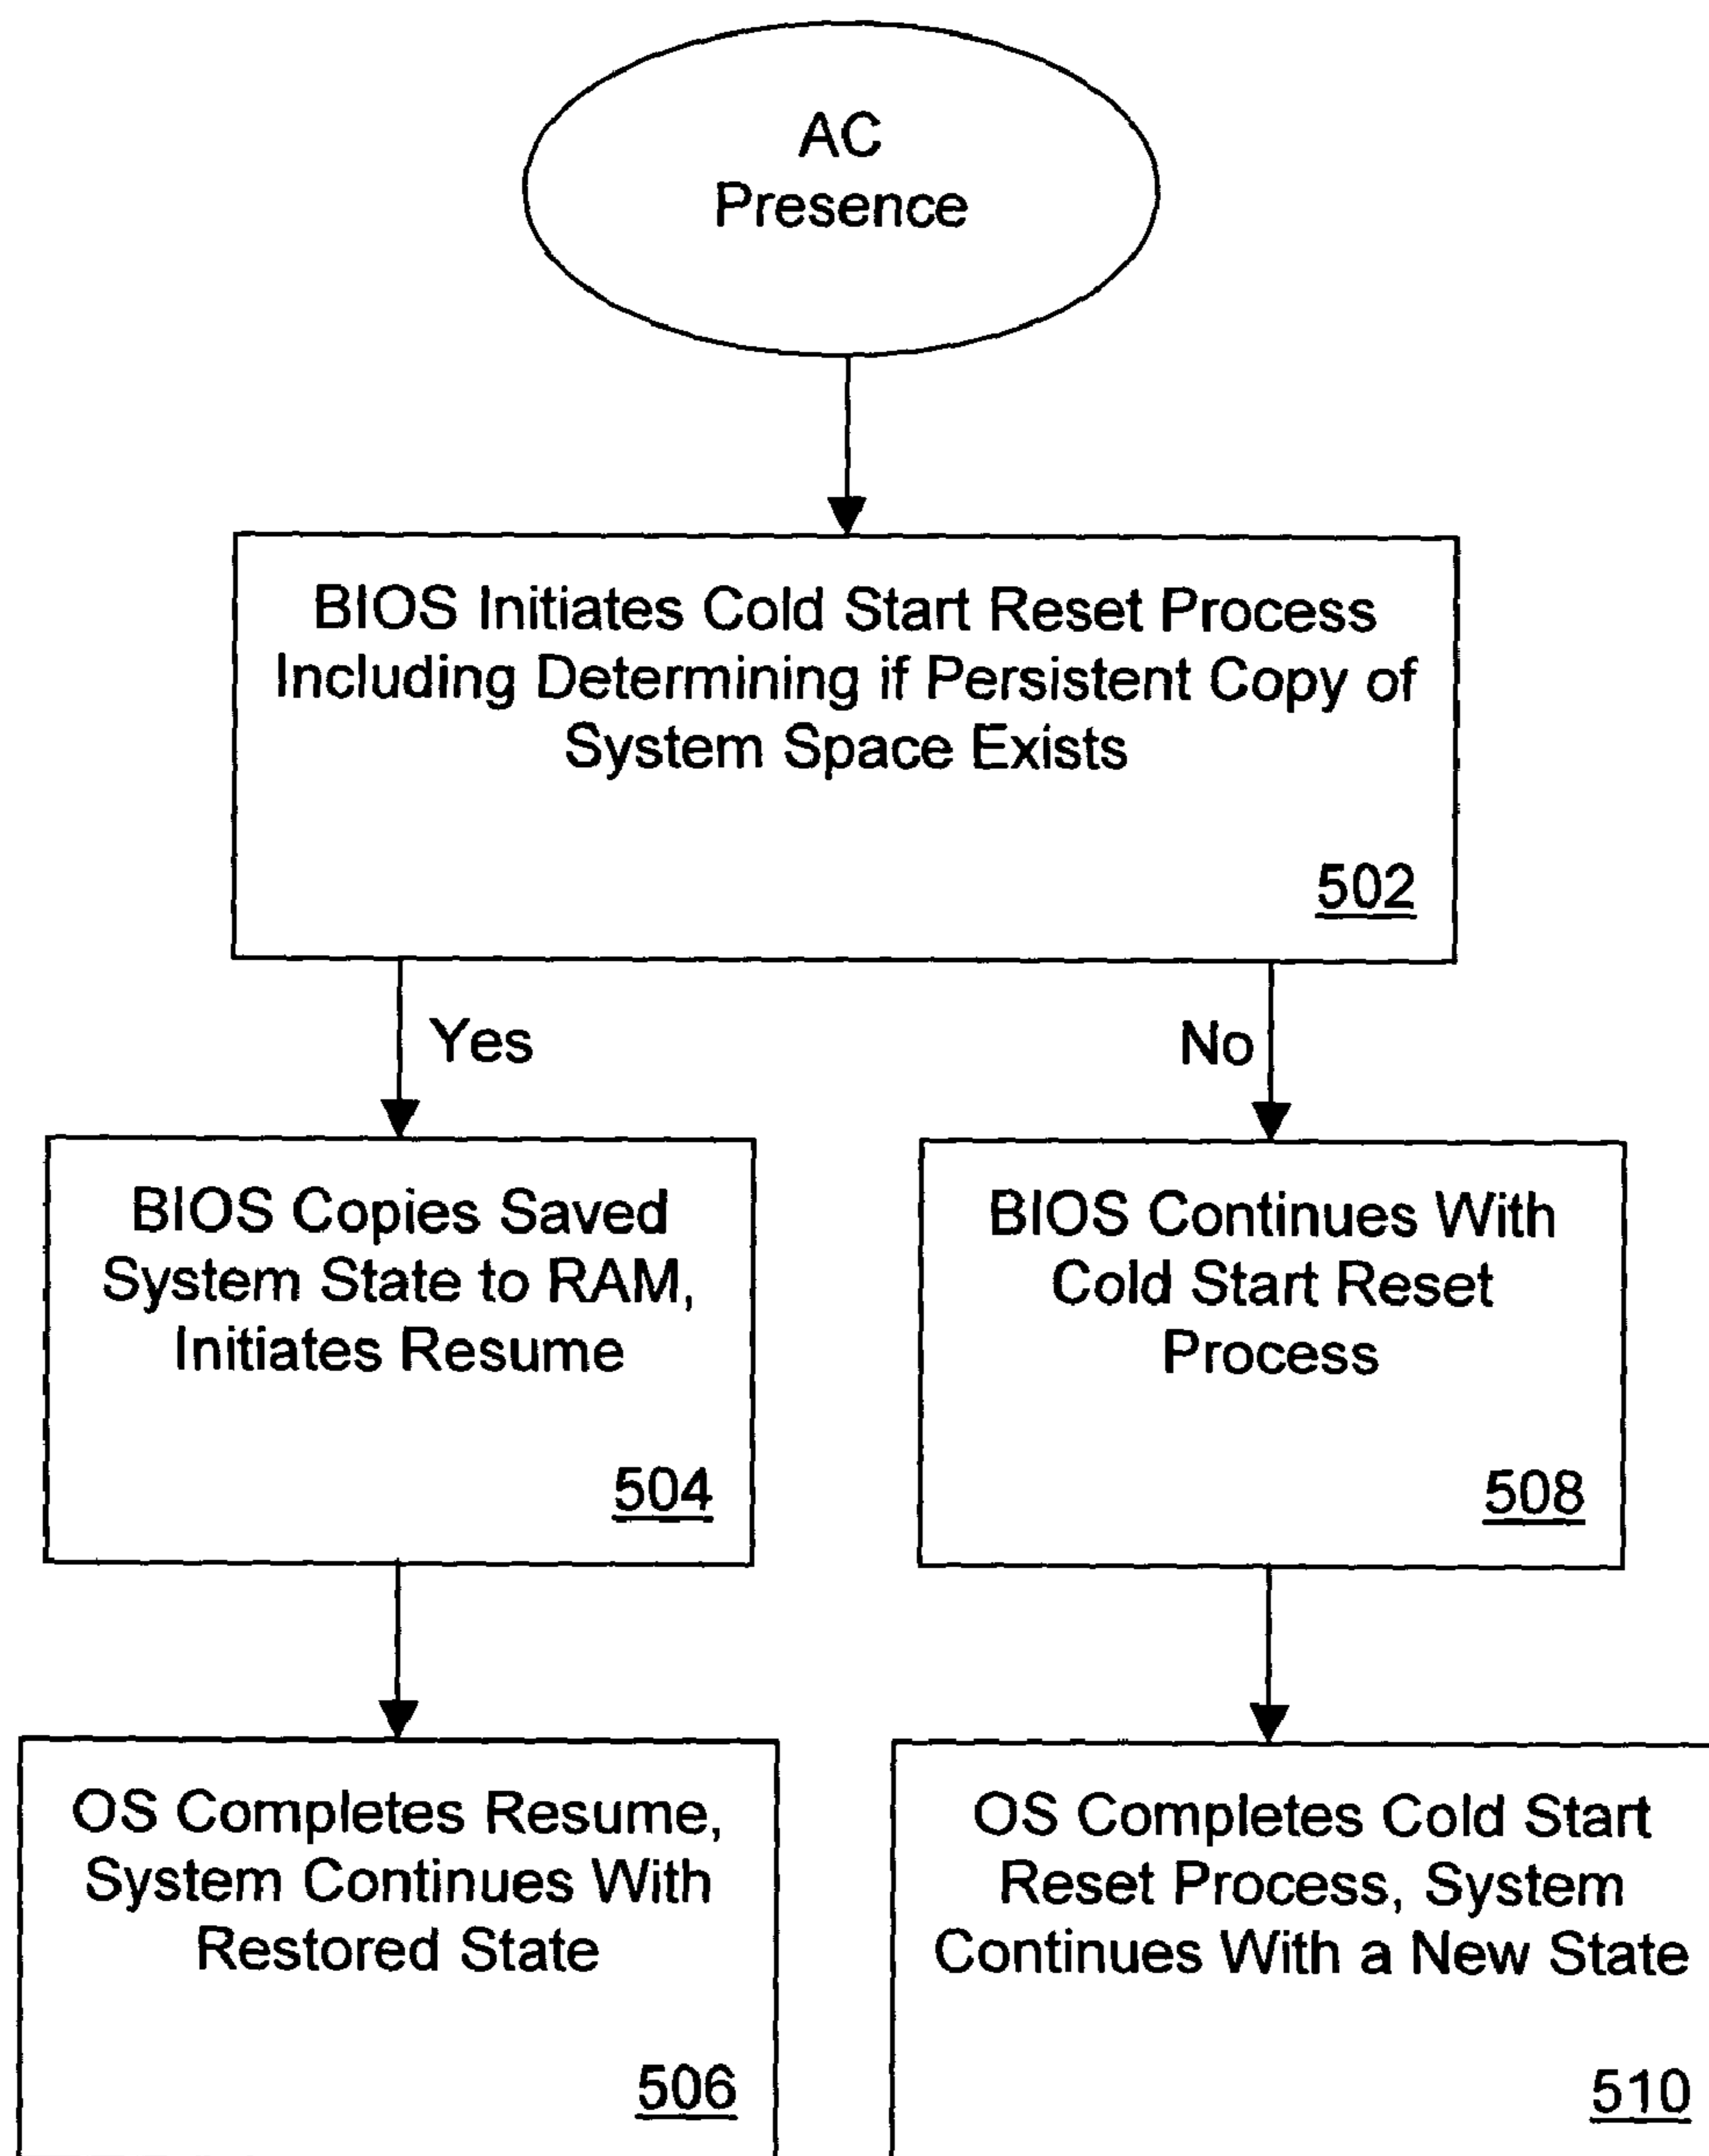 AC
Presence
BIOS Initiates Cold Start Reset Process
Including Determining if Persistent Copy of
System Space Exists
502
Yes
No
BIOS Copies Saved
System State to RAM,
Initiates Resume
504
BIOS Continues With
Cold Start Reset
Process
508
OS Completes Resume,
System Continues With
Restored State
506
OS Completes Cold Start
Reset Process, System
Continues With a New State
510